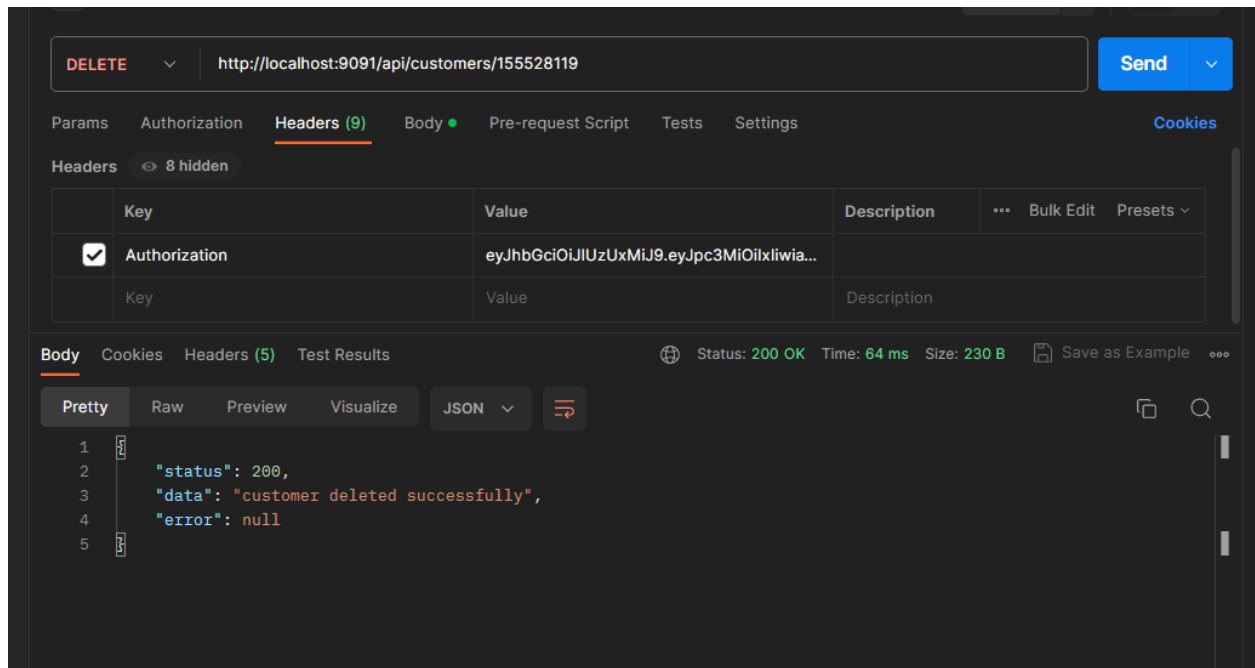 DELETE http://localhost:9091/api/customers/155528119 Send
Params Authorization Headers (9) Body Pre-request Script Tests Settings Cookies
Headers 8 hidden
Key Value Description Bulk Edit Presets
Authorization eyJhbGciOiJIUzUxMiJ9.eyJpc3MiOiIxIiwia...
Key Value Description
Body Cookies Headers (5) Test Results Status: 200 OK Time: 64 ms Size: 230 B Save as Example
Pretty Raw Preview Visualize JSON
1 {
2 "status": 200,
3 "data": "customer deleted successfully",
4 "error": null
5 }